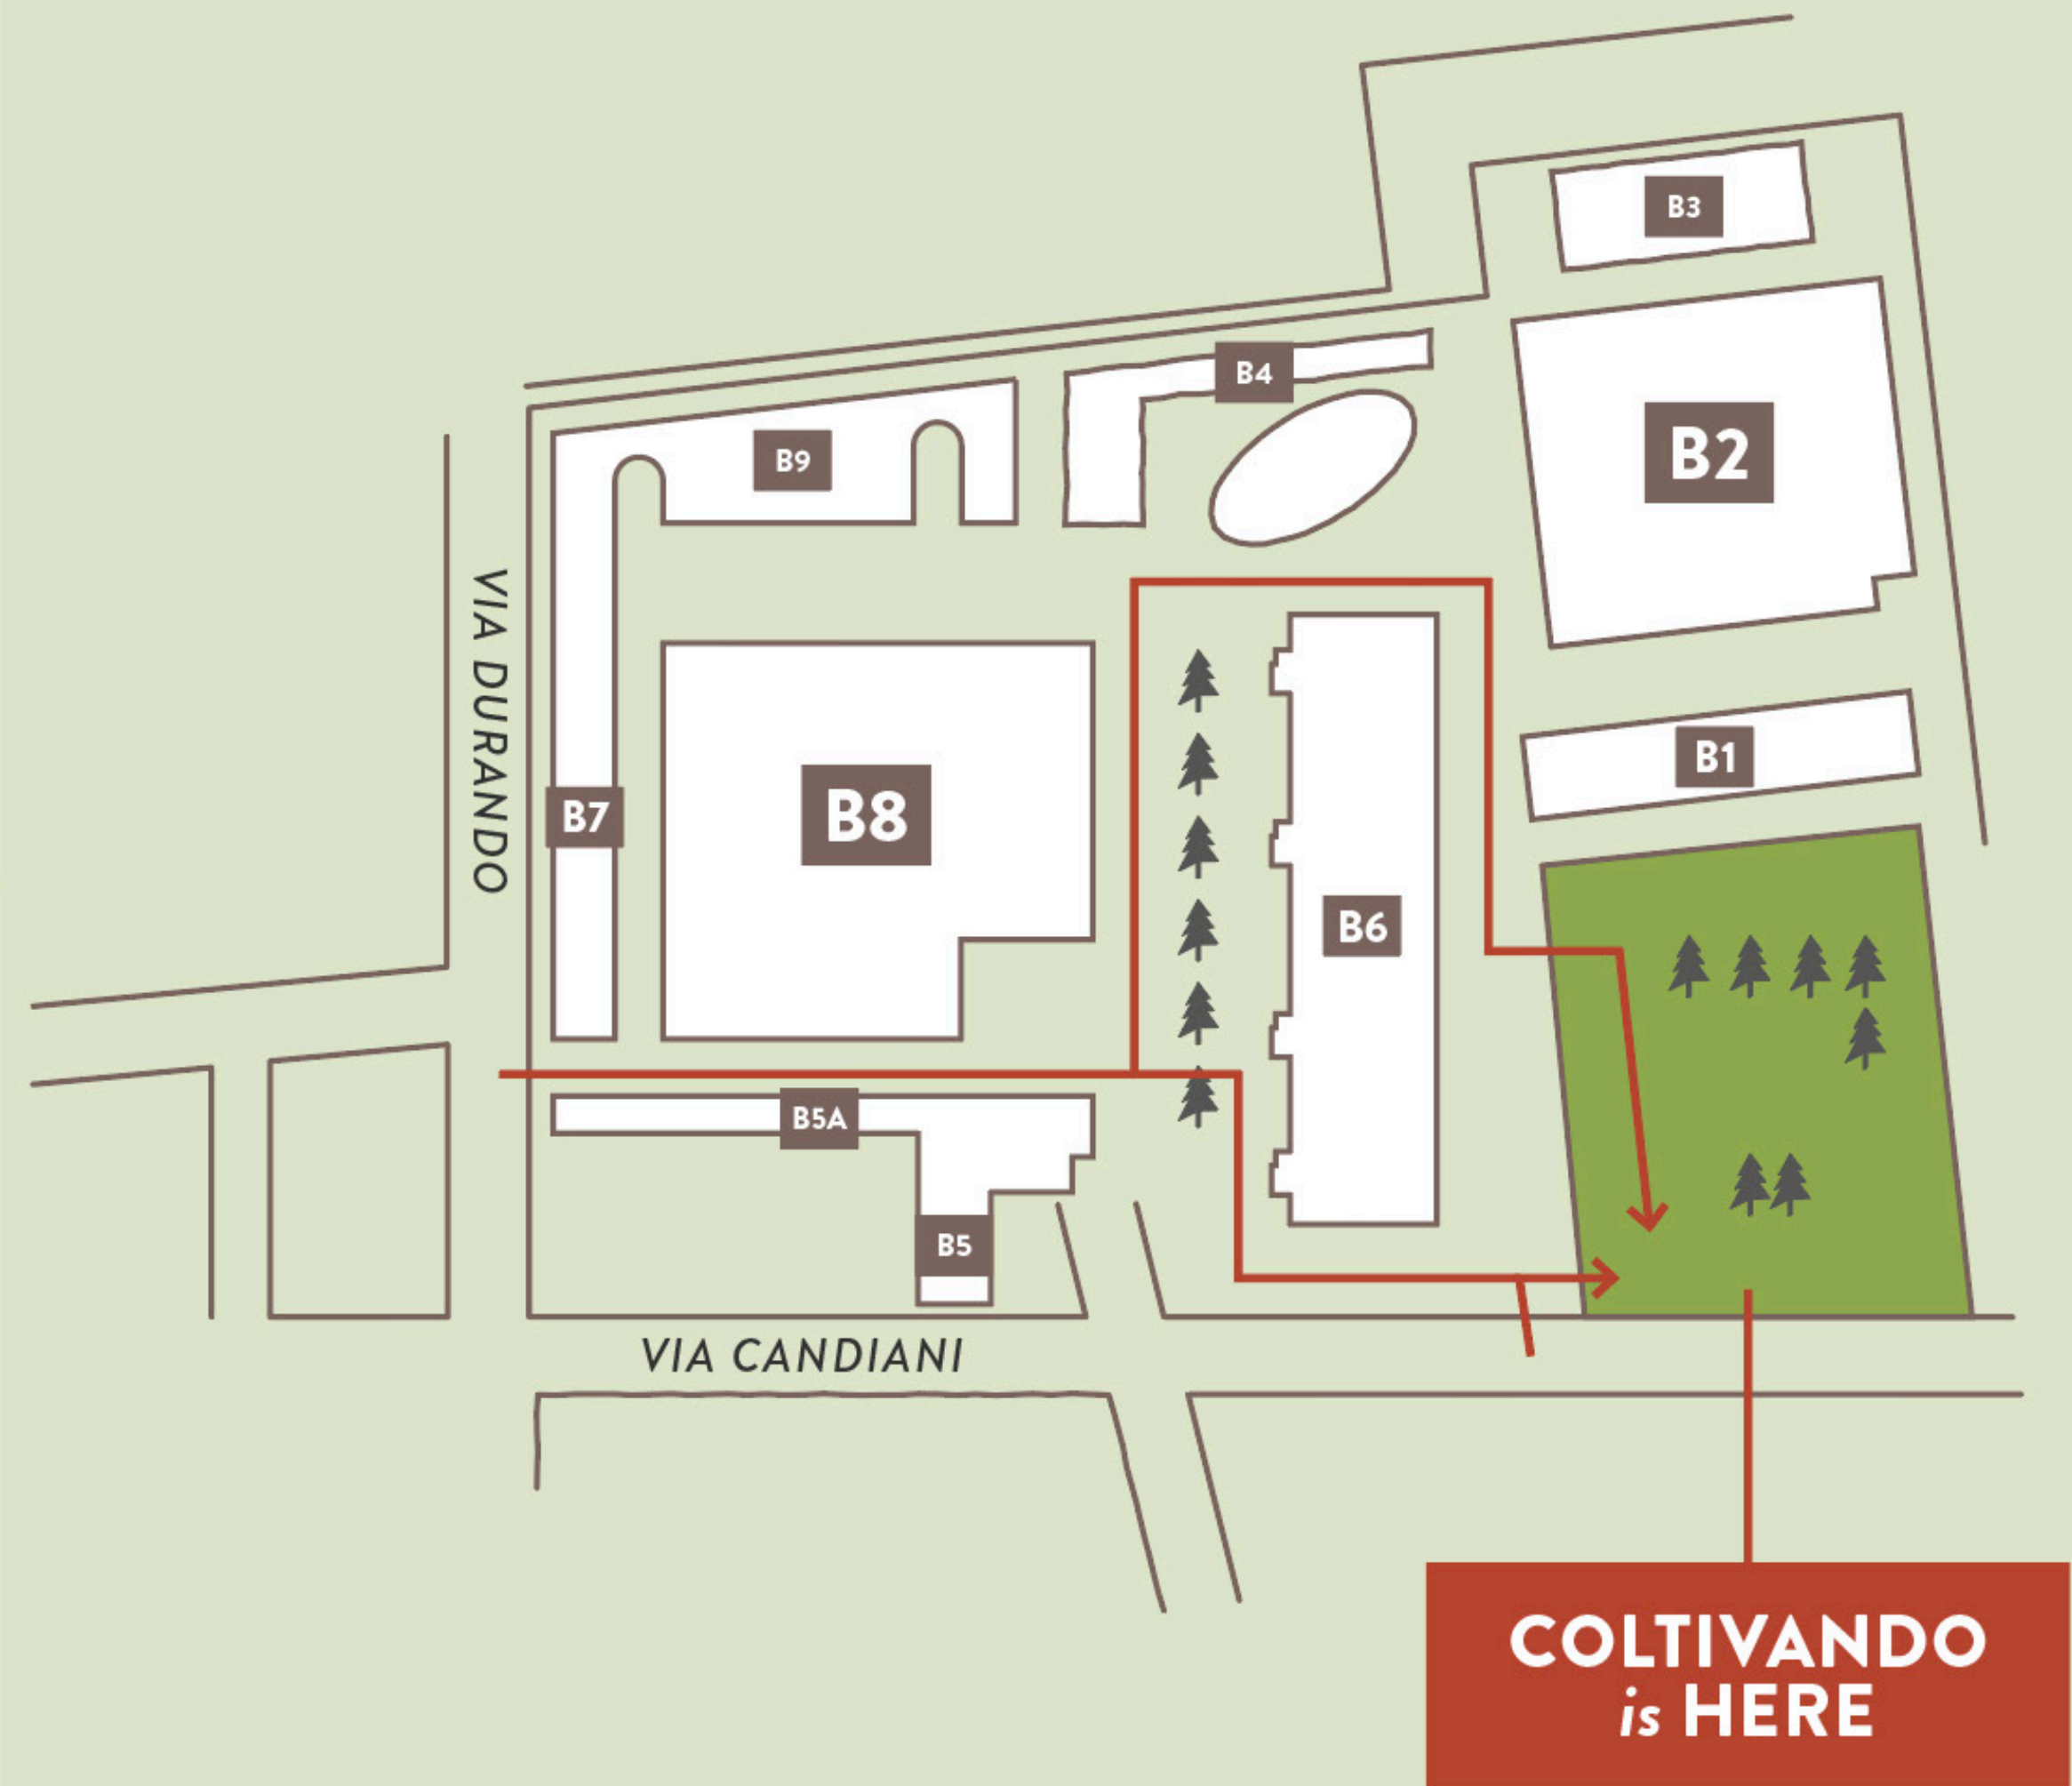 B3
B4
B2
B9
VIA DURANDO
B7
B8
B1
B6
B5A
B5
VIA CANDIANI
COLTIVANDO
is HERE